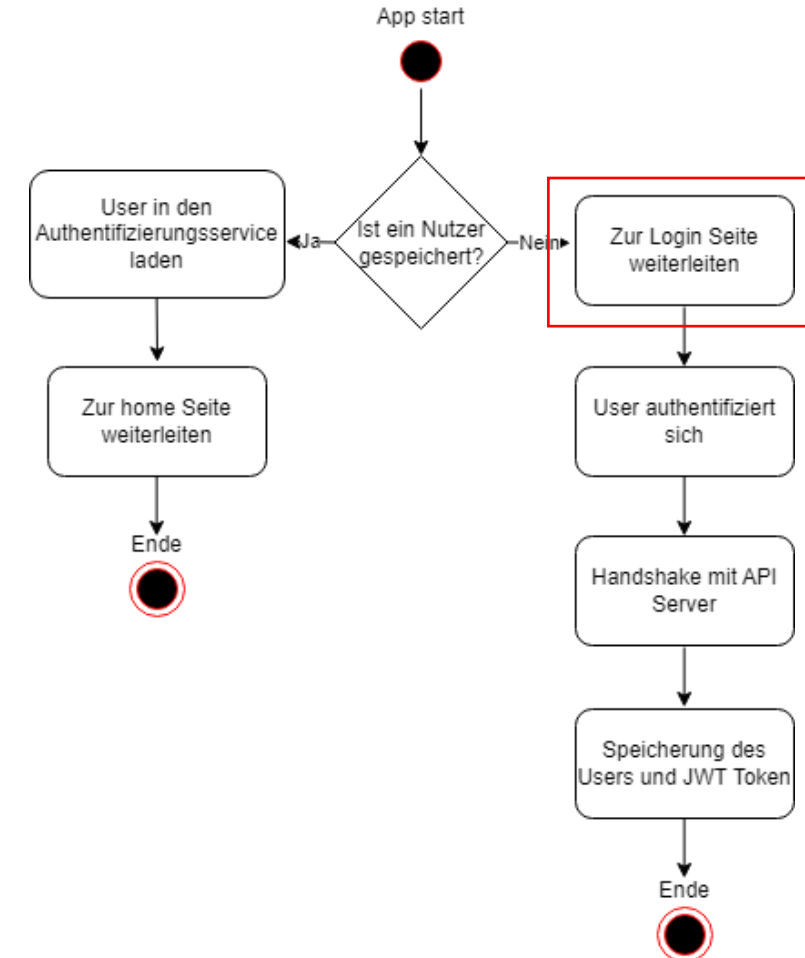 App start
Ist ein Nutzer
gespeichert?
Ja
Nein
User in den
Authentifizierungsservice
laden
Zur home Seite
weiterleiten
Ende
Zur Login Seite
weiterleiten
User authentifiziert
sich
Handshake mit API
Server
Speicherung des
Users und JWT Token
Ende